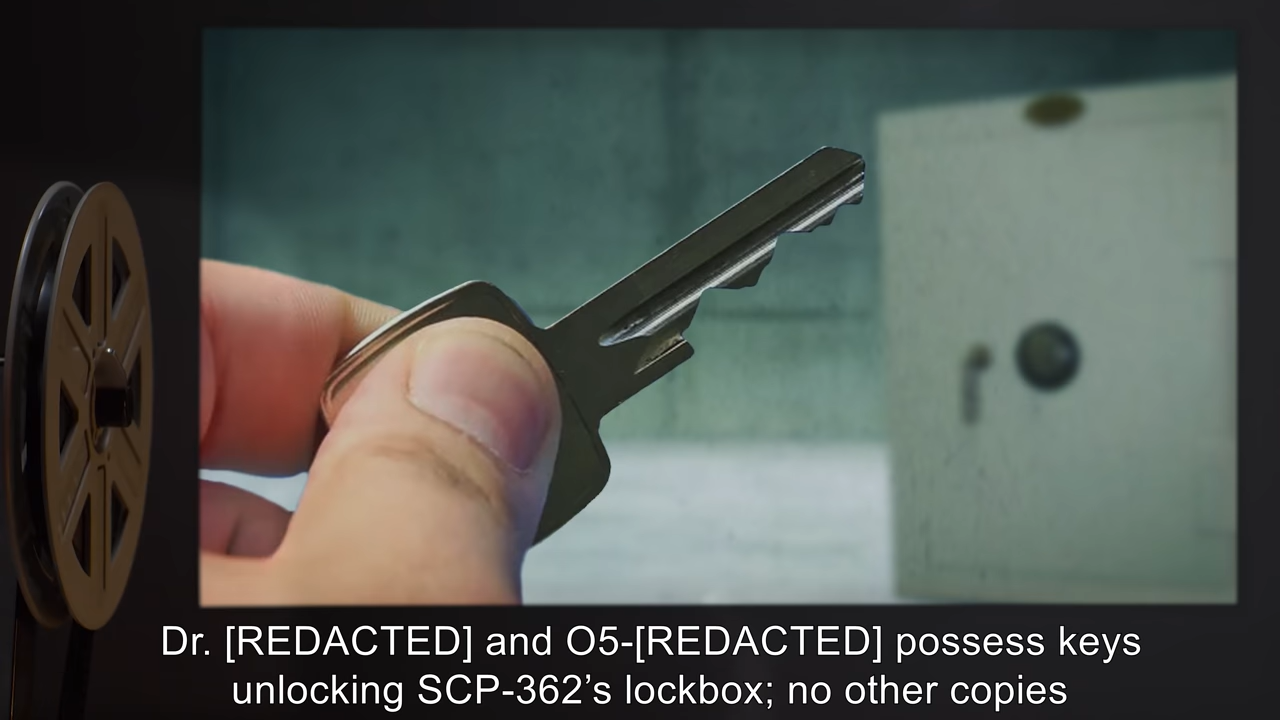 Dr. [REDACTED] and O5-[REDACTED] possess keys
unlocking SCP-362’s lockbox; no other copies